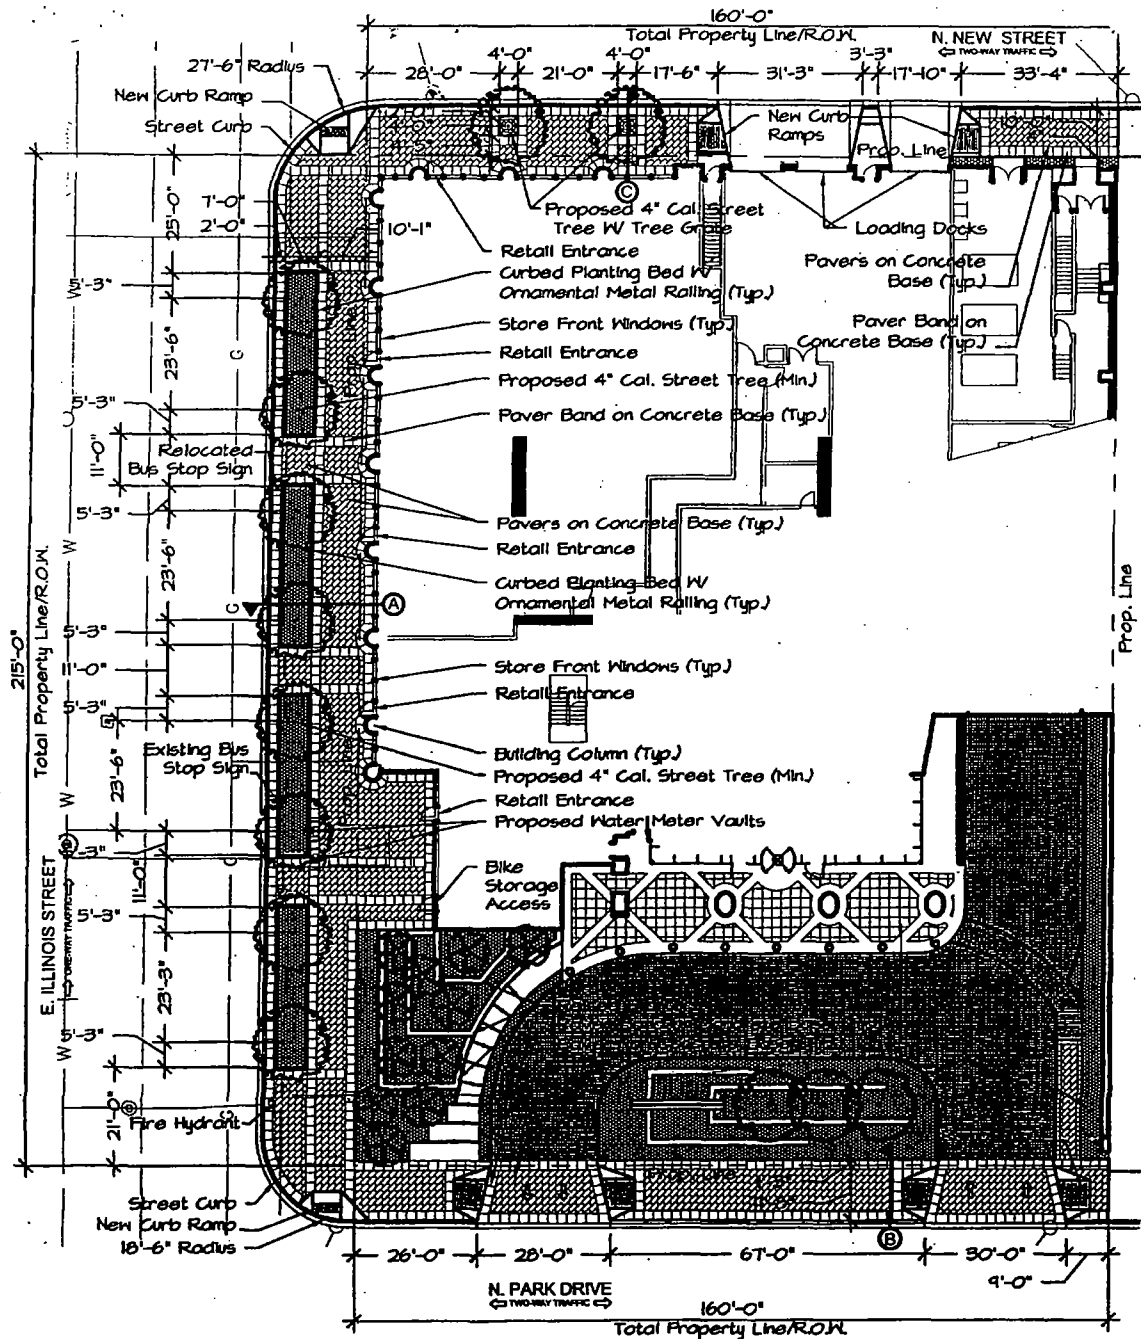 160'-0"
Total Property Line/R.O.W.
N. NEW STREET
TWO-WAY TRAFFIC
27'-6" Radius
4'-0"
4'-0"
3'-3"
28'-0"
21'-0"
17'-6"
31'-3"
17'-10"
33'-4"
New Curb Ramp
Street Curb
New Curb
Ramps
Prop. Line
C
7'-0"
2'-0"
10'-1"
25'-0"
Proposed 4" Cal. Street
Tree W/ Tree Grate
Loading Docks
Retail Entrance
Curbed Planting Bed W/
Ornamental Metal Railing (Typ.)
Pavers on Concrete
Base (Typ.)
5'-3"
W
Store Front Windows (Typ.)
Paver Band on
Concrete Base (Typ.)
G
Retail Entrance
23'-6"
Proposed 4" Cal. Street Tree (Min.)
5'-3"
Paver Band on Concrete Base (Typ.)
11'-0"
Relocated
Bus Stop Sign
5'-3"
Pavers on Concrete Base (Typ.)
W
Retail Entrance
23'-6"
Curbed Planting Bed W/
Ornamental Metal Railing (Typ.)
G
A
5'-3"
Prop. Line
215'-0"
Total Property Line/R.O.W.
11'-0"
Store Front Windows (Typ.)
Retail Entrance
5'-3"
Existing Bus
Stop Sign
Building Column (Typ.)
23'-6"
Proposed 4" Cal. Street Tree (Min.)
W
Retail Entrance
Proposed Water Meter Vaults
5'-3"
G
11'-0"
Bike
Storage
Access
E. ILLINOIS STREET
ONE-WAY TRAFFIC
5'-3"
23'-3"
5'-3"
W
21'-0"
Fire Hydrant
Prop. Line
Street Curb
New Curb Ramp
18'-6" Radius
26'-0"
28'-0"
67'-0"
B
30'-0"
9'-0"
N. PARK DRIVE
TWO-WAY TRAFFIC
160'-0"
Total Property Line/R.O.W.